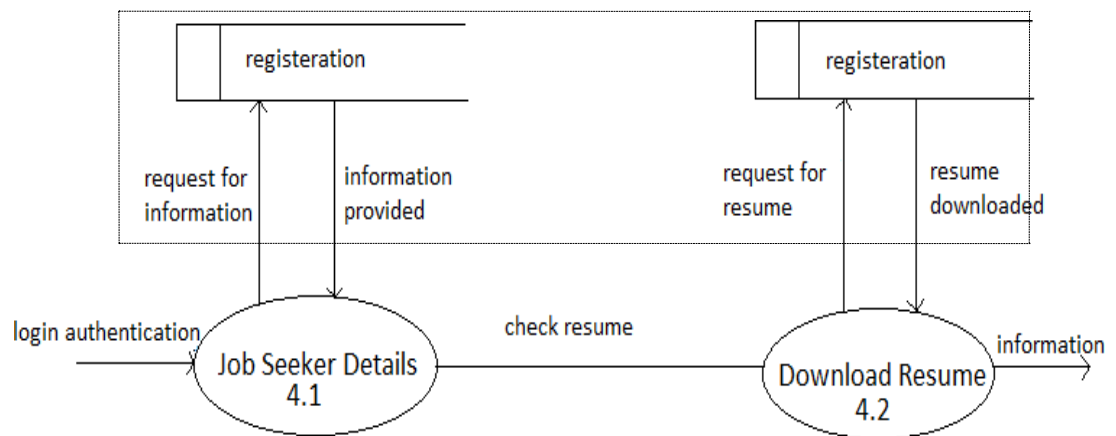 registeration
registeration
request for
information
information
provided
request for
resume
resume
downloaded
login authentication
check resume
information
Job Seeker Details
4.1
Download Resume
4.2